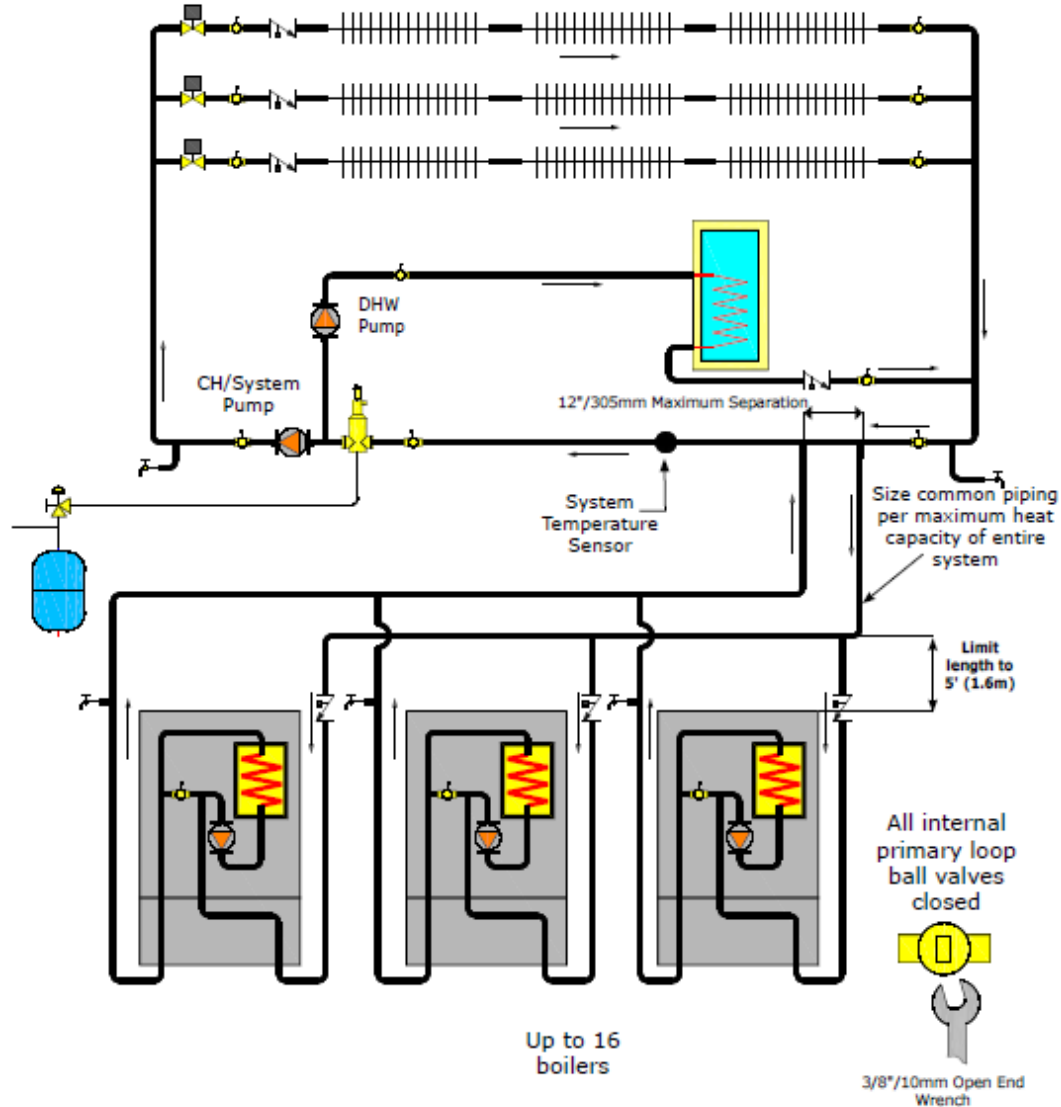 DHW
Pump
CH/System
Pump
12"/305mm Maximum Separation
System
Temperature
Sensor
Size common piping
per maximum heat
capacity of entire
system
Limit
length to
5' (1.6m)
All internal
primary loop
ball valves
closed
Up to 16
boilers
3/8"/10mm Open End
Wrench